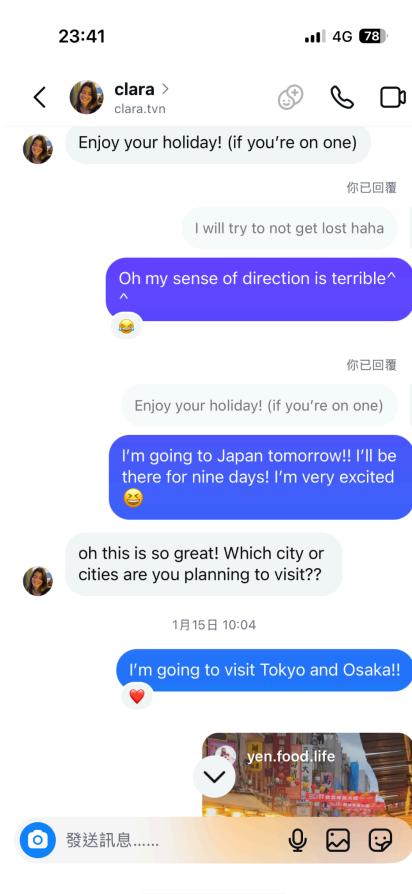 23:41
4G 78
clara
clara.tvn
Enjoy your holiday! (if you're on one)
你已回覆
I will try to not get lost haha
Oh my sense of direction is terrible^
^
你已回覆
Enjoy your holiday! (if you're on one)
I'm going to Japan tomorrow!! I'll be
there for nine days! I'm very excited
😆
oh this is so great! Which city or
cities are you planning to visit??
1月15日 10:04
I'm going to visit Tokyo and Osaka!!
yen.food.life
發送訊息......